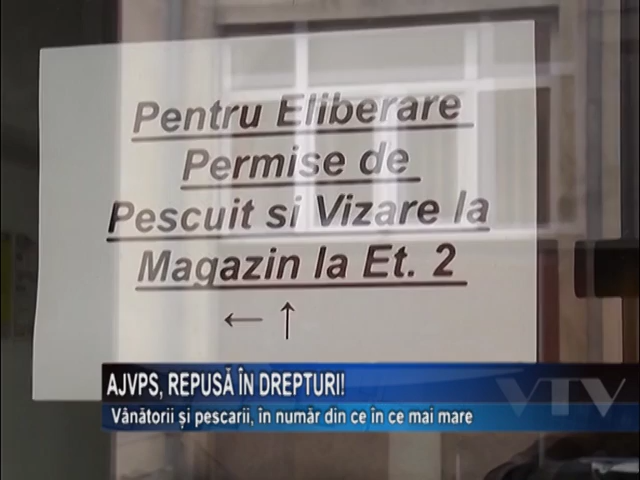 Pentru Eliberare
Permise de
Pescuit si Vizare la
Magazin la Et. 2
← ↑
AJVPS, REPUSĂ ÎN DREPTURI!
Vânătorii și pescarii, în număr din ce în ce mai mare
VTV